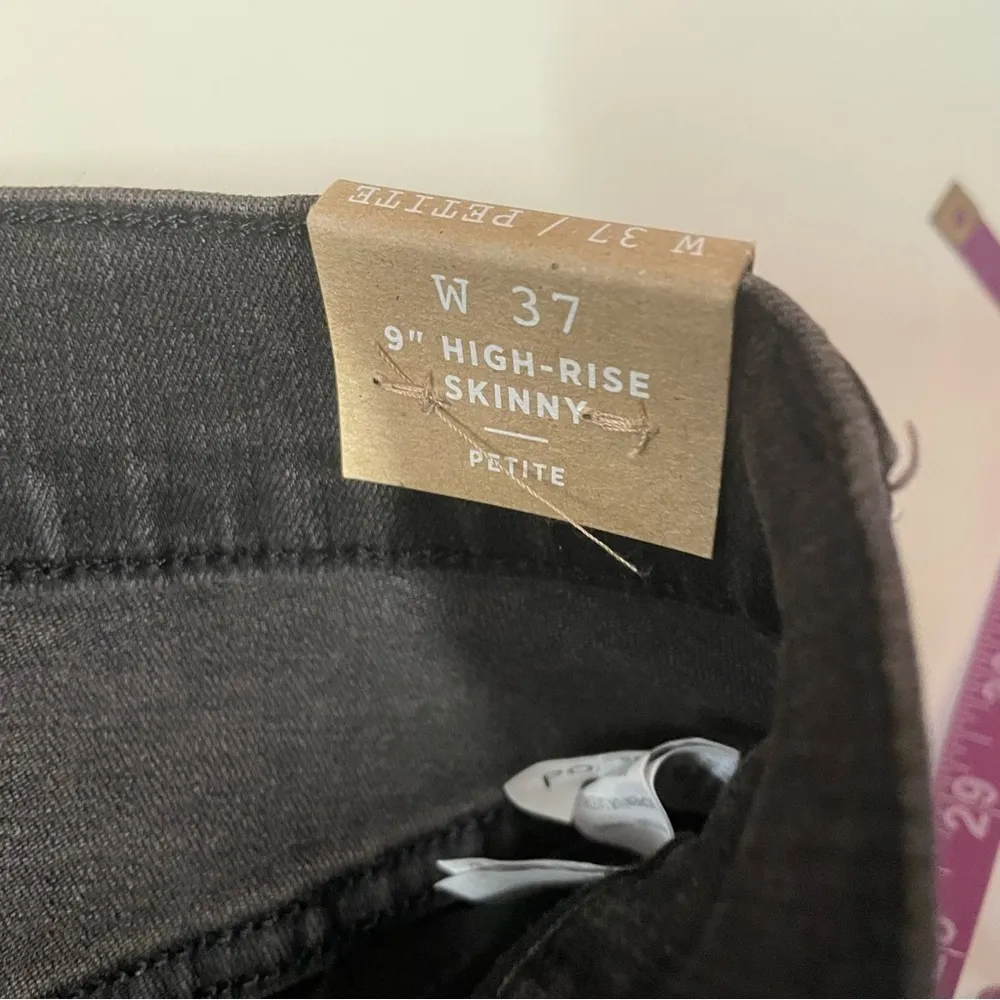 W 37 / PETITE
W 37
9" HIGH-RISE
SKINNY
PETITE
29